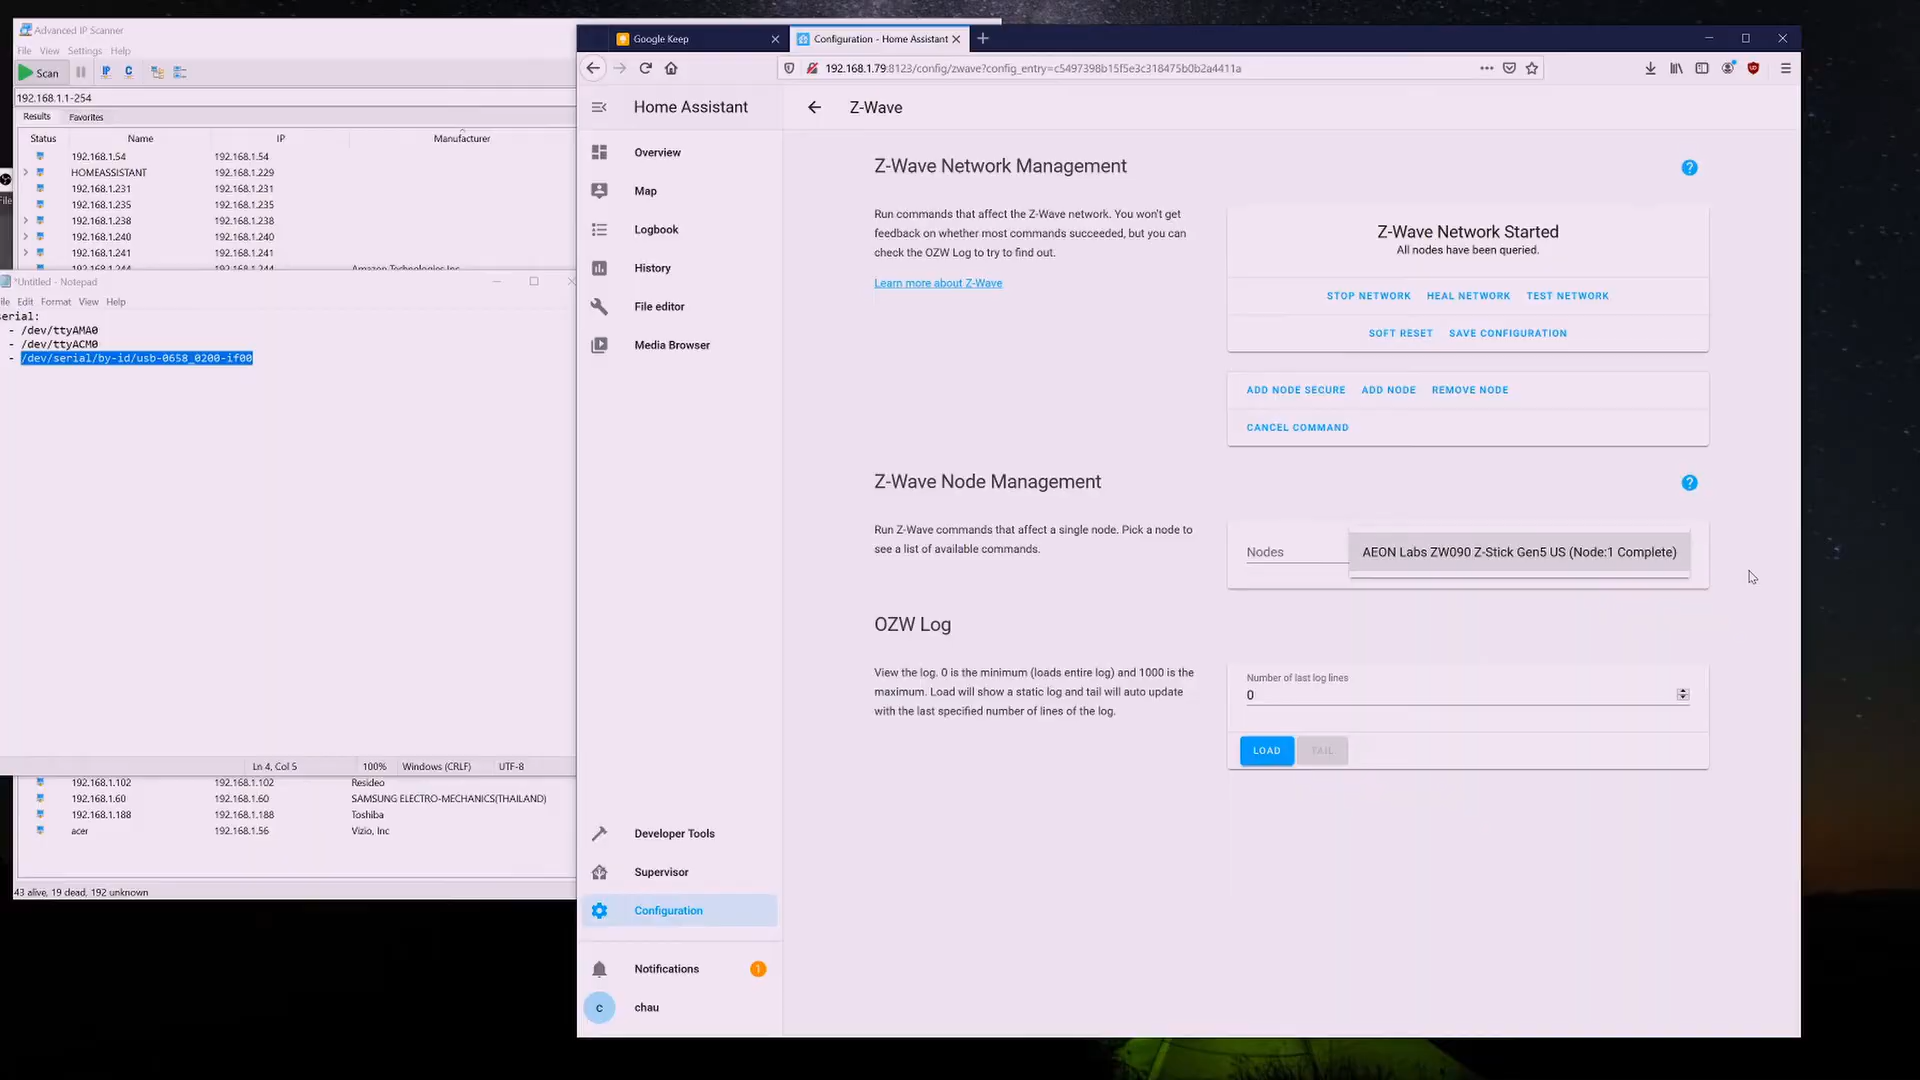 Advanced IP Scanner
File View Settings Help
Scan
IP C
192.168.1.1-254
Results Favorites
Status Name IP Manufacturer
192.168.1.54 192.168.1.54
HOMEASSISTANT 192.168.1.229
192.168.1.231 192.168.1.231
192.168.1.235 192.168.1.235
192.168.1.238 192.168.1.238
192.168.1.240 192.168.1.240
192.168.1.241 192.168.1.241
192.168.1.244 192.168.1.244 Amazon Technologies Inc.
*Untitled - Notepad
Edit Format View Help
- /dev/ttyAMA0
- /dev/ttyACM0
- /dev/serial/by-id/usb-0658_0200-if00
Ln 4, Col 5 100% Windows (CRLF) UTF-8
192.168.1.102 192.168.1.102 Resideo
192.168.1.60 192.168.1.60 SAMSUNG ELECTRO-MECHANICS(THAILAND)
192.168.1.188 192.168.1.188 Toshiba
acer 192.168.1.56 Vizio, Inc
43 alive, 19 dead, 192 unknown
Google Keep
Configuration - Home Assistant
192.168.1.79:8123/config/zwave?config_entry=c5497398b15f5e3c318475b0b2a4411a
Home Assistant
Overview
Map
Logbook
History
File editor
Media Browser
Developer Tools
Supervisor
Configuration
Notifications 1
c chau
Z-Wave
Z-Wave Network Management
Run commands that affect the Z-Wave network. You won't get
feedback on whether most commands succeeded, but you can
check the OZW Log to try to find out.
Learn more about Z-Wave
Z-Wave Network Started
All nodes have been queried.
STOP NETWORK HEAL NETWORK TEST NETWORK
SOFT RESET SAVE CONFIGURATION
ADD NODE SECURE ADD NODE REMOVE NODE
CANCEL COMMAND
Z-Wave Node Management
Run Z-Wave commands that affect a single node. Pick a node to
see a list of available commands.
Nodes
AEON Labs ZW090 Z-Stick Gen5 US (Node:1 Complete)
OZW Log
View the log. 0 is the minimum (loads entire log) and 1000 is the
maximum. Load will show a static log and tail will auto update
with the last specified number of lines of the log.
Number of last log lines
0
LOAD TAIL